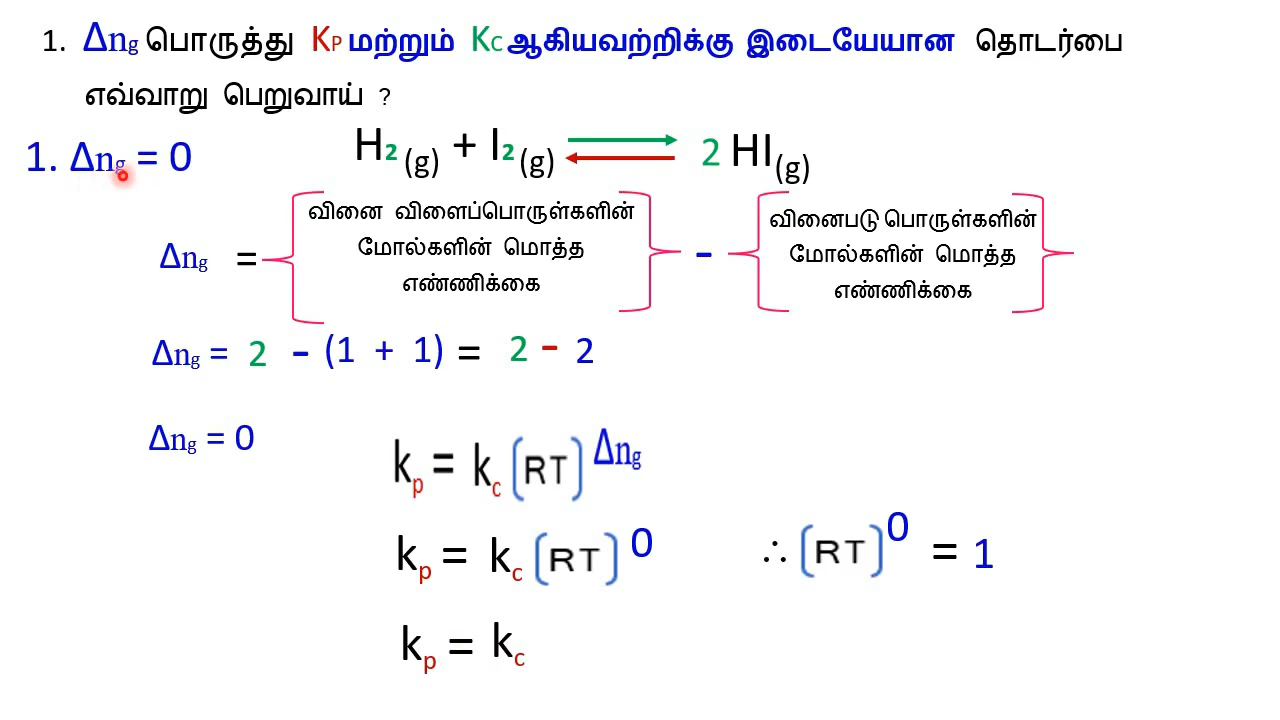 1. Δng பொருத்து KP மற்றும் KC ஆகியவற்றிக்கு இடையேயான தொடர்பை
எவ்வாறு பெறுவாய் ?
1. Δng = 0
H2 (g) + I2 (g) ⇌ 2 HI(g)
Δng = [வினை விளைப்பொருள்களின்
மோல்களின் மொத்த
எண்ணிக்கை] - [வினைபடு பொருள்களின்
மோல்களின் மொத்த
எண்ணிக்கை]
Δng = 2 - (1 + 1) = 2 - 2
Δng = 0
kp = kc (RT)^Δng
kp = kc (RT)^0 ∴ (RT)^0 = 1
kp = kc